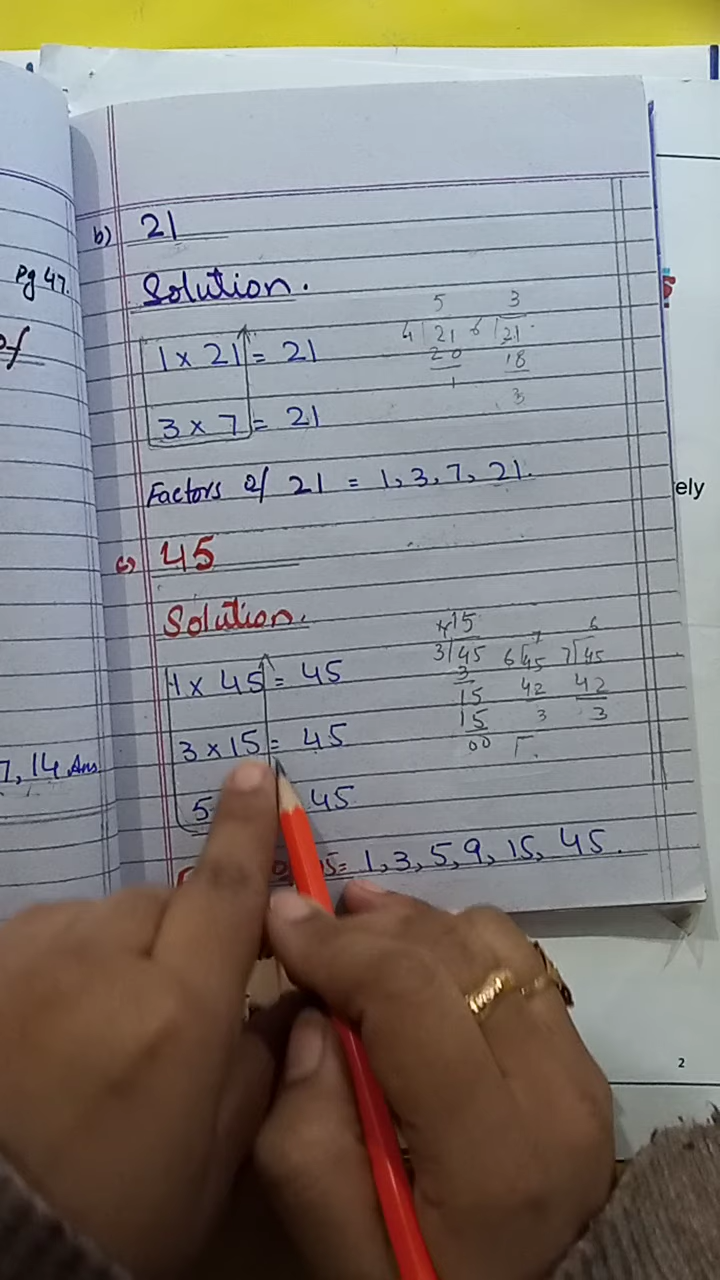 Pg 47.
of
7, 14 Ans
b) 21
Solution.
1 x 21 = 21
3 x 7 = 21
5
4 21
20
1
3
6 21
18
3
Factors of 21 = 1, 3, 7, 21.
c) 45
Solution.
1 x 45 = 45
3 x 15 = 45
5 45
15
3 45
3
15
15
00
7
6 45
42
3
6
7 45
42
3
= 1, 3, 5, 9, 15, 45.
ely
2